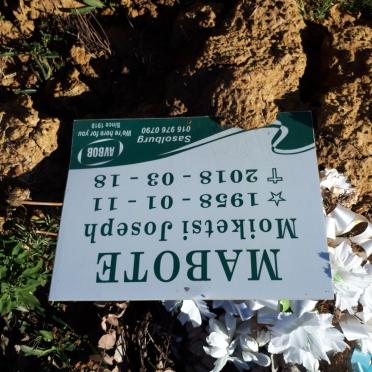 MABOTE
Moiketsi Joseph
☆ 1958 - 01 - 11
✝ 2018 - 03 - 18
AVBOB
We're here for you
Since 1918
Sasolburg
016 976 0790